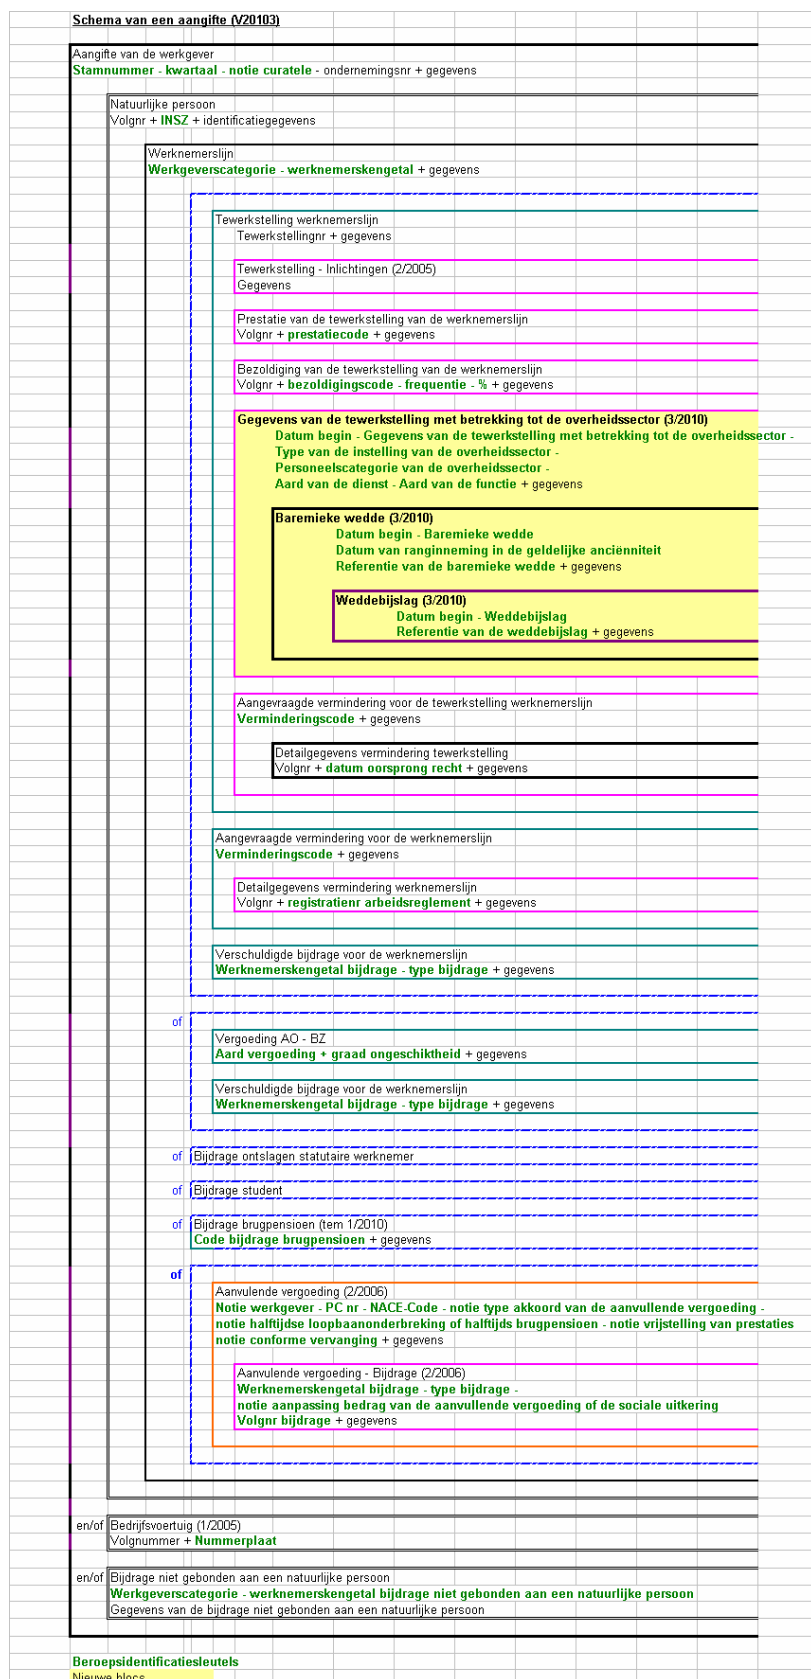 Schema van een aangifte (V20103)
Aangifte van de werkgever
Stamnummer - kwartaal - notie curatele - ondernemingsnr + gegevens
Natuurlijke persoon
Volgnr + INSZ + identificatiegegevens
Werknemerslijn
Werkgeverscategorie - werknemerskengetal + gegevens
Tewerkstelling werknemerslijn
Tewerkstellingnr + gegevens
Tewerkstelling - Inlichtingen (2/2005)
Gegevens
Prestatie van de tewerkstelling van de werknemerslijn
Volgnr + prestatiecode + gegevens
Bezoldiging van de tewerkstelling van de werknemerslijn
Volgnr + bezoldigingscode - frequentie - % + gegevens
Gegevens van de tewerkstelling met betrekking tot de overheidssector (3/2010)
Datum begin - Gegevens van de tewerkstelling met betrekking tot de overheidssector -
Type van de instelling van de overheidssector -
Personeelscategorie van de overheidssector -
Aard van de dienst - Aard van de functie + gegevens
Baremieke wedde (3/2010)
Datum begin - Baremieke wedde
Datum van ranginneming in de geldelijke anciënniteit
Referentie van de baremieke wedde + gegevens
Weddebijslag (3/2010)
Datum begin - Weddebijslag
Referentie van de weddebijslag + gegevens
Aangevraagde vermindering voor de tewerkstelling werknemerslijn
Verminderingscode + gegevens
Detailgegevens vermindering tewerkstelling
Volgnr + datum oorsprong recht + gegevens
Aangevraagde vermindering voor de werknemerslijn
Verminderingscode + gegevens
Detailgegevens vermindering werknemerslijn
Volgnr + registratienr arbeidsreglement + gegevens
Verschuldigde bijdrage voor de werknemerslijn
Werknemerskengetal bijdrage - type bijdrage + gegevens
of
Vergoeding AO - BZ
Aard vergoeding + graad ongeschiktheid + gegevens
Verschuldigde bijdrage voor de werknemerslijn
Werknemerskengetal bijdrage - type bijdrage + gegevens
of Bijdrage ontslagen statutaire werknemer
of Bijdrage student
of Bijdrage brugpensioen (tem 1/2010)
Code bijdrage brugpensioen + gegevens
of
Aanvulende vergoeding (2/2006)
Notie werkgever - PC nr - NACE-Code - notie type akkoord van de aanvullende vergoeding -
notie halftijdse loopbaanonderbreking of halftijds brugpensioen - notie vrijstelling van prestaties
notie conforme vervanging + gegevens
Aanvulende vergoeding - Bijdrage (2/2006)
Werknemerskengetal bijdrage - type bijdrage -
notie aanpassing bedrag van de aanvullende vergoeding of de sociale uitkering
Volgnr bijdrage + gegevens
en/of Bedrijfsvoertuig (1/2005)
Volgnummer + Nummerplaat
en/of Bijdrage niet gebonden aan een natuurlijke persoon
Werkgeverscategorie - werknemerskengetal bijdrage niet gebonden aan een natuurlijke persoon
Gegevens van de bijdrage niet gebonden aan een natuurlijke persoon
Beroepsidentificatiesleutels
Nieuwe blocs